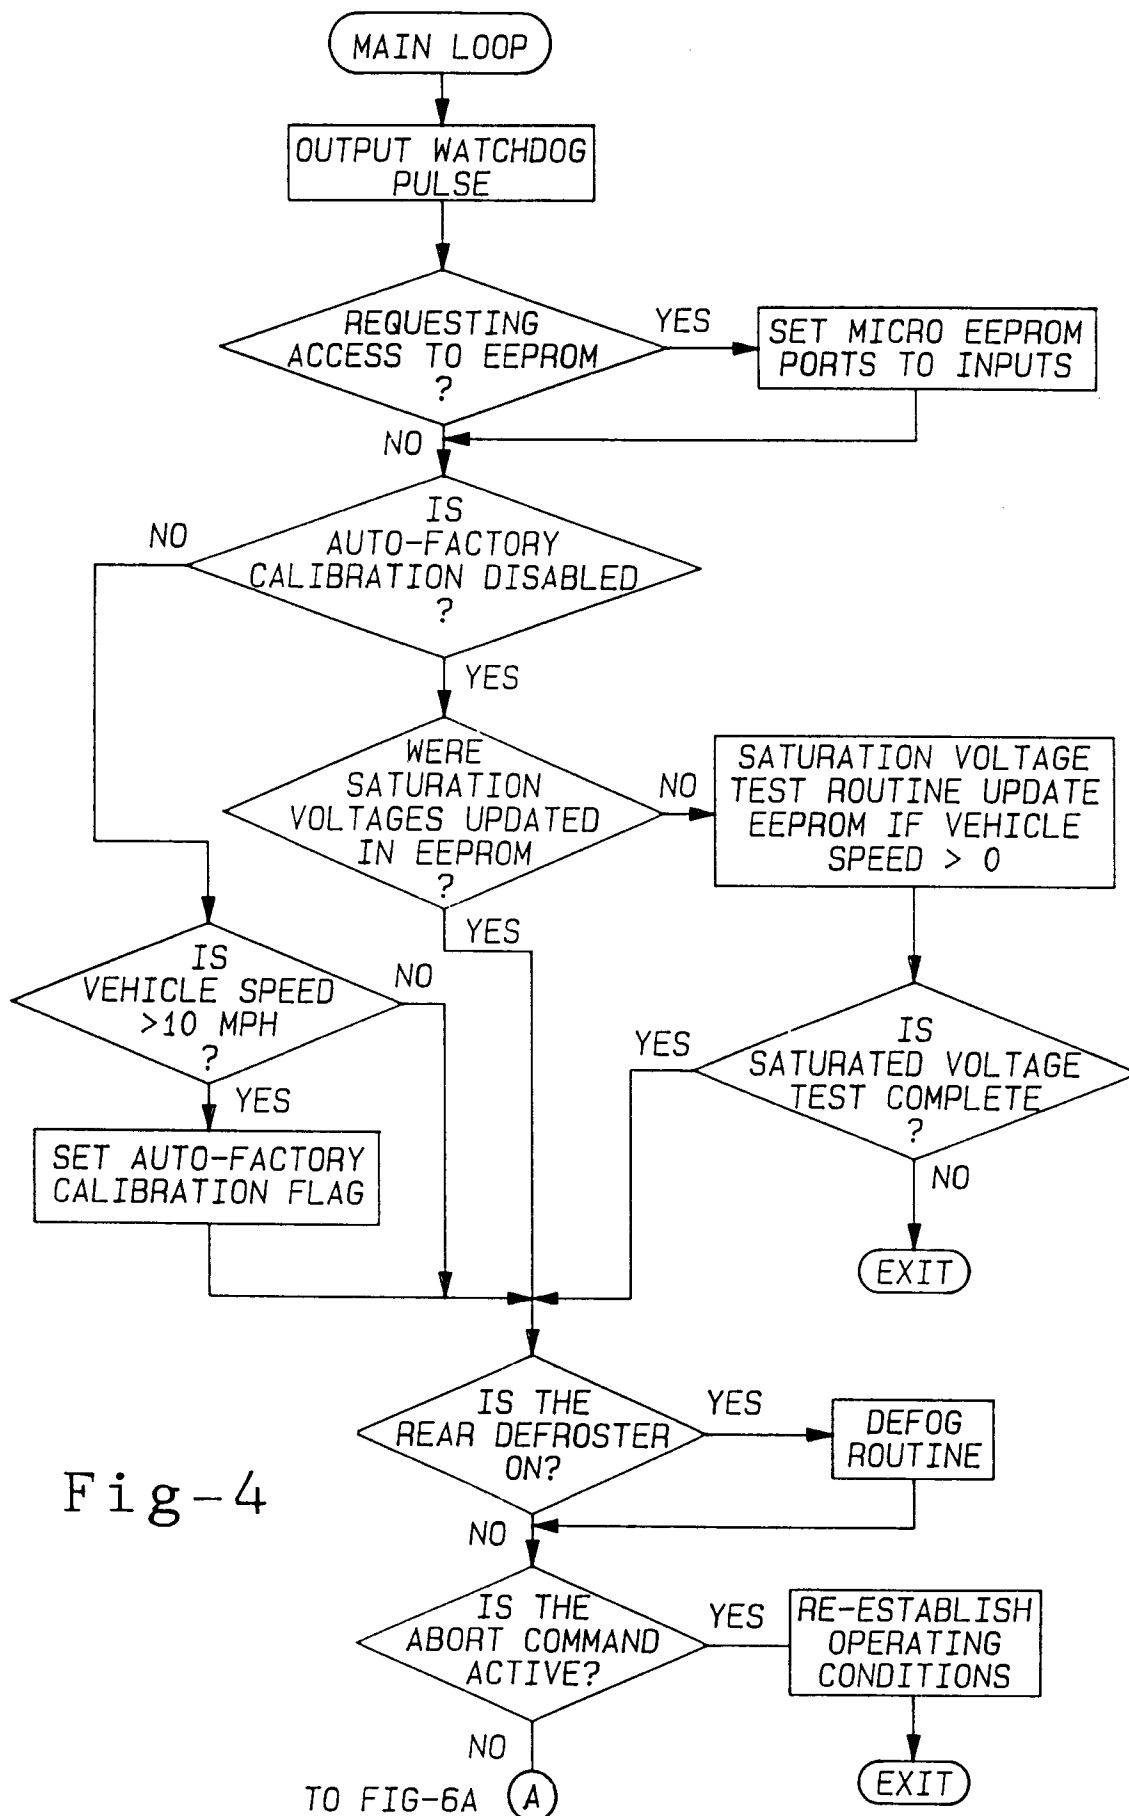 MAIN LOOP
OUTPUT WATCHDOG
PULSE
REQUESTING
ACCESS TO EEPROM
?
YES
SET MICRO EEPROM
PORTS TO INPUTS
NO
IS
AUTO-FACTORY
CALIBRATION DISABLED
?
NO
YES
WERE
SATURATION
VOLTAGES UPDATED
IN EEPROM
?
NO
SATURATION VOLTAGE
TEST ROUTINE UPDATE
EEPROM IF VEHICLE
SPEED > 0
YES
IS
VEHICLE SPEED
>10 MPH
?
NO
YES
SET AUTO-FACTORY
CALIBRATION FLAG
IS
SATURATED VOLTAGE
TEST COMPLETE
?
YES
NO
EXIT
IS THE
REAR DEFROSTER
ON?
YES
DEFOG
ROUTINE
NO
Fig-4
IS THE
ABORT COMMAND
ACTIVE?
YES
RE-ESTABLISH
OPERATING
CONDITIONS
NO
EXIT
TO FIG-6A A